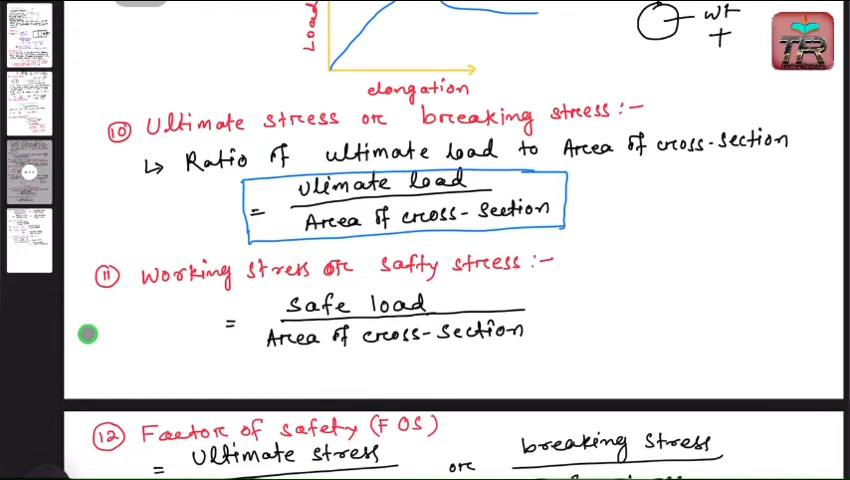 Load
elongation
wt
+
TR
⑩ Ultimate stress or breaking stress :-
↳ Ratio of ultimate load to Area of cross-section
= Ulimate load
Area of cross-section
⑪ Working stress or safty stress :-
= Safe load
Area of cross-section
⑫ Factor of safety (FOS)
= Ultimate stress or breaking stress